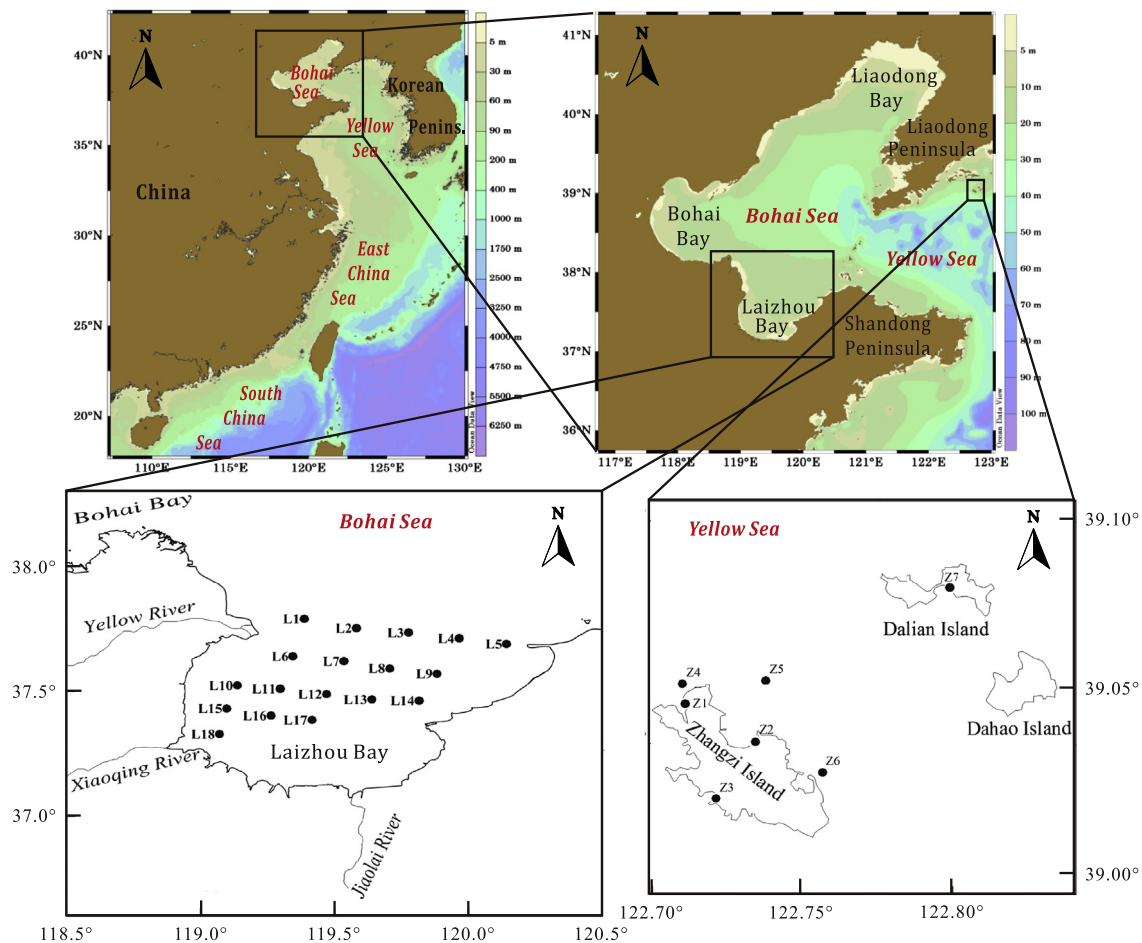 N
40°N
35°N
30°N
25°N
20°N
110°E
115°E
120°E
125°E
130°E
Bohai
Sea
Korean
Penins.
Yellow
Sea
China
East
China
Sea
South
China
Sea
5 m
30 m
60 m
90 m
200 m
400 m
1000 m
1750 m
2500 m
3250 m
4000 m
4750 m
5500 m
6250 m
Ocean Data View
N
41°N
40°N
39°N
38°N
37°N
36°N
117°E
118°E
119°E
120°E
121°E
122°E
123°E
Liaodong
Bay
Liaodong
Peninsula
Bohai
Bay
Bohai Sea
Yellow Sea
Laizhou
Bay
Shandong
Peninsula
5 m
10 m
20 m
30 m
40 m
50 m
60 m
70 m
80 m
90 m
100 m
Ocean Data View
Bohai Bay
Bohai Sea
N
38.0°
37.5°
37.0°
118.5°
119.0°
119.5°
120.0°
120.5°
Yellow River
L1
L2
L3
L4
L5
L6
L7
L8
L9
L10
L11
L12
L13
L14
L15
L16
L17
L18
Laizhou Bay
Xiaoqing River
Jiaolai River
Yellow Sea
N
39.10°
39.05°
39.00°
122.70°
122.75°
122.80°
Z7
Dalian Island
Z4
Z5
Z1
Z2
Zhangzi Island
Z6
Z3
Dahao Island